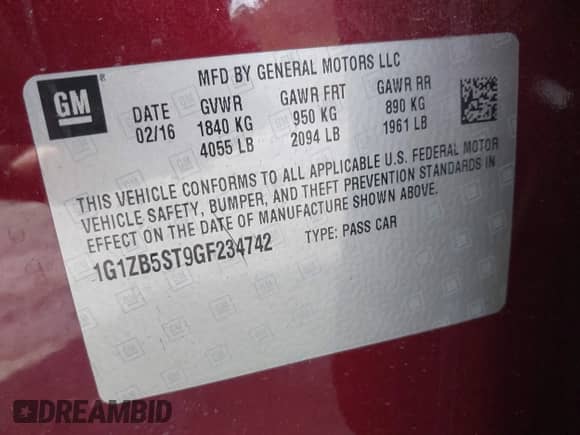 MFD BY GENERAL MOTORS LLC
GM ®
DATE GVWR GAWR FRT GAWR RR
02/16 1840 KG 950 KG 890 KG
4055 LB 2094 LB 1961 LB
THIS VEHICLE CONFORMS TO ALL APPLICABLE U.S. FEDERAL MOTOR
VEHICLE SAFETY, BUMPER, AND THEFT PREVENTION STANDARDS IN
EFFECT ON THE DATE OF MANUFACTURE SHOWN ABOVE.
1G1ZB5ST9GF234742 TYPE: PASS CAR
DREAMBID